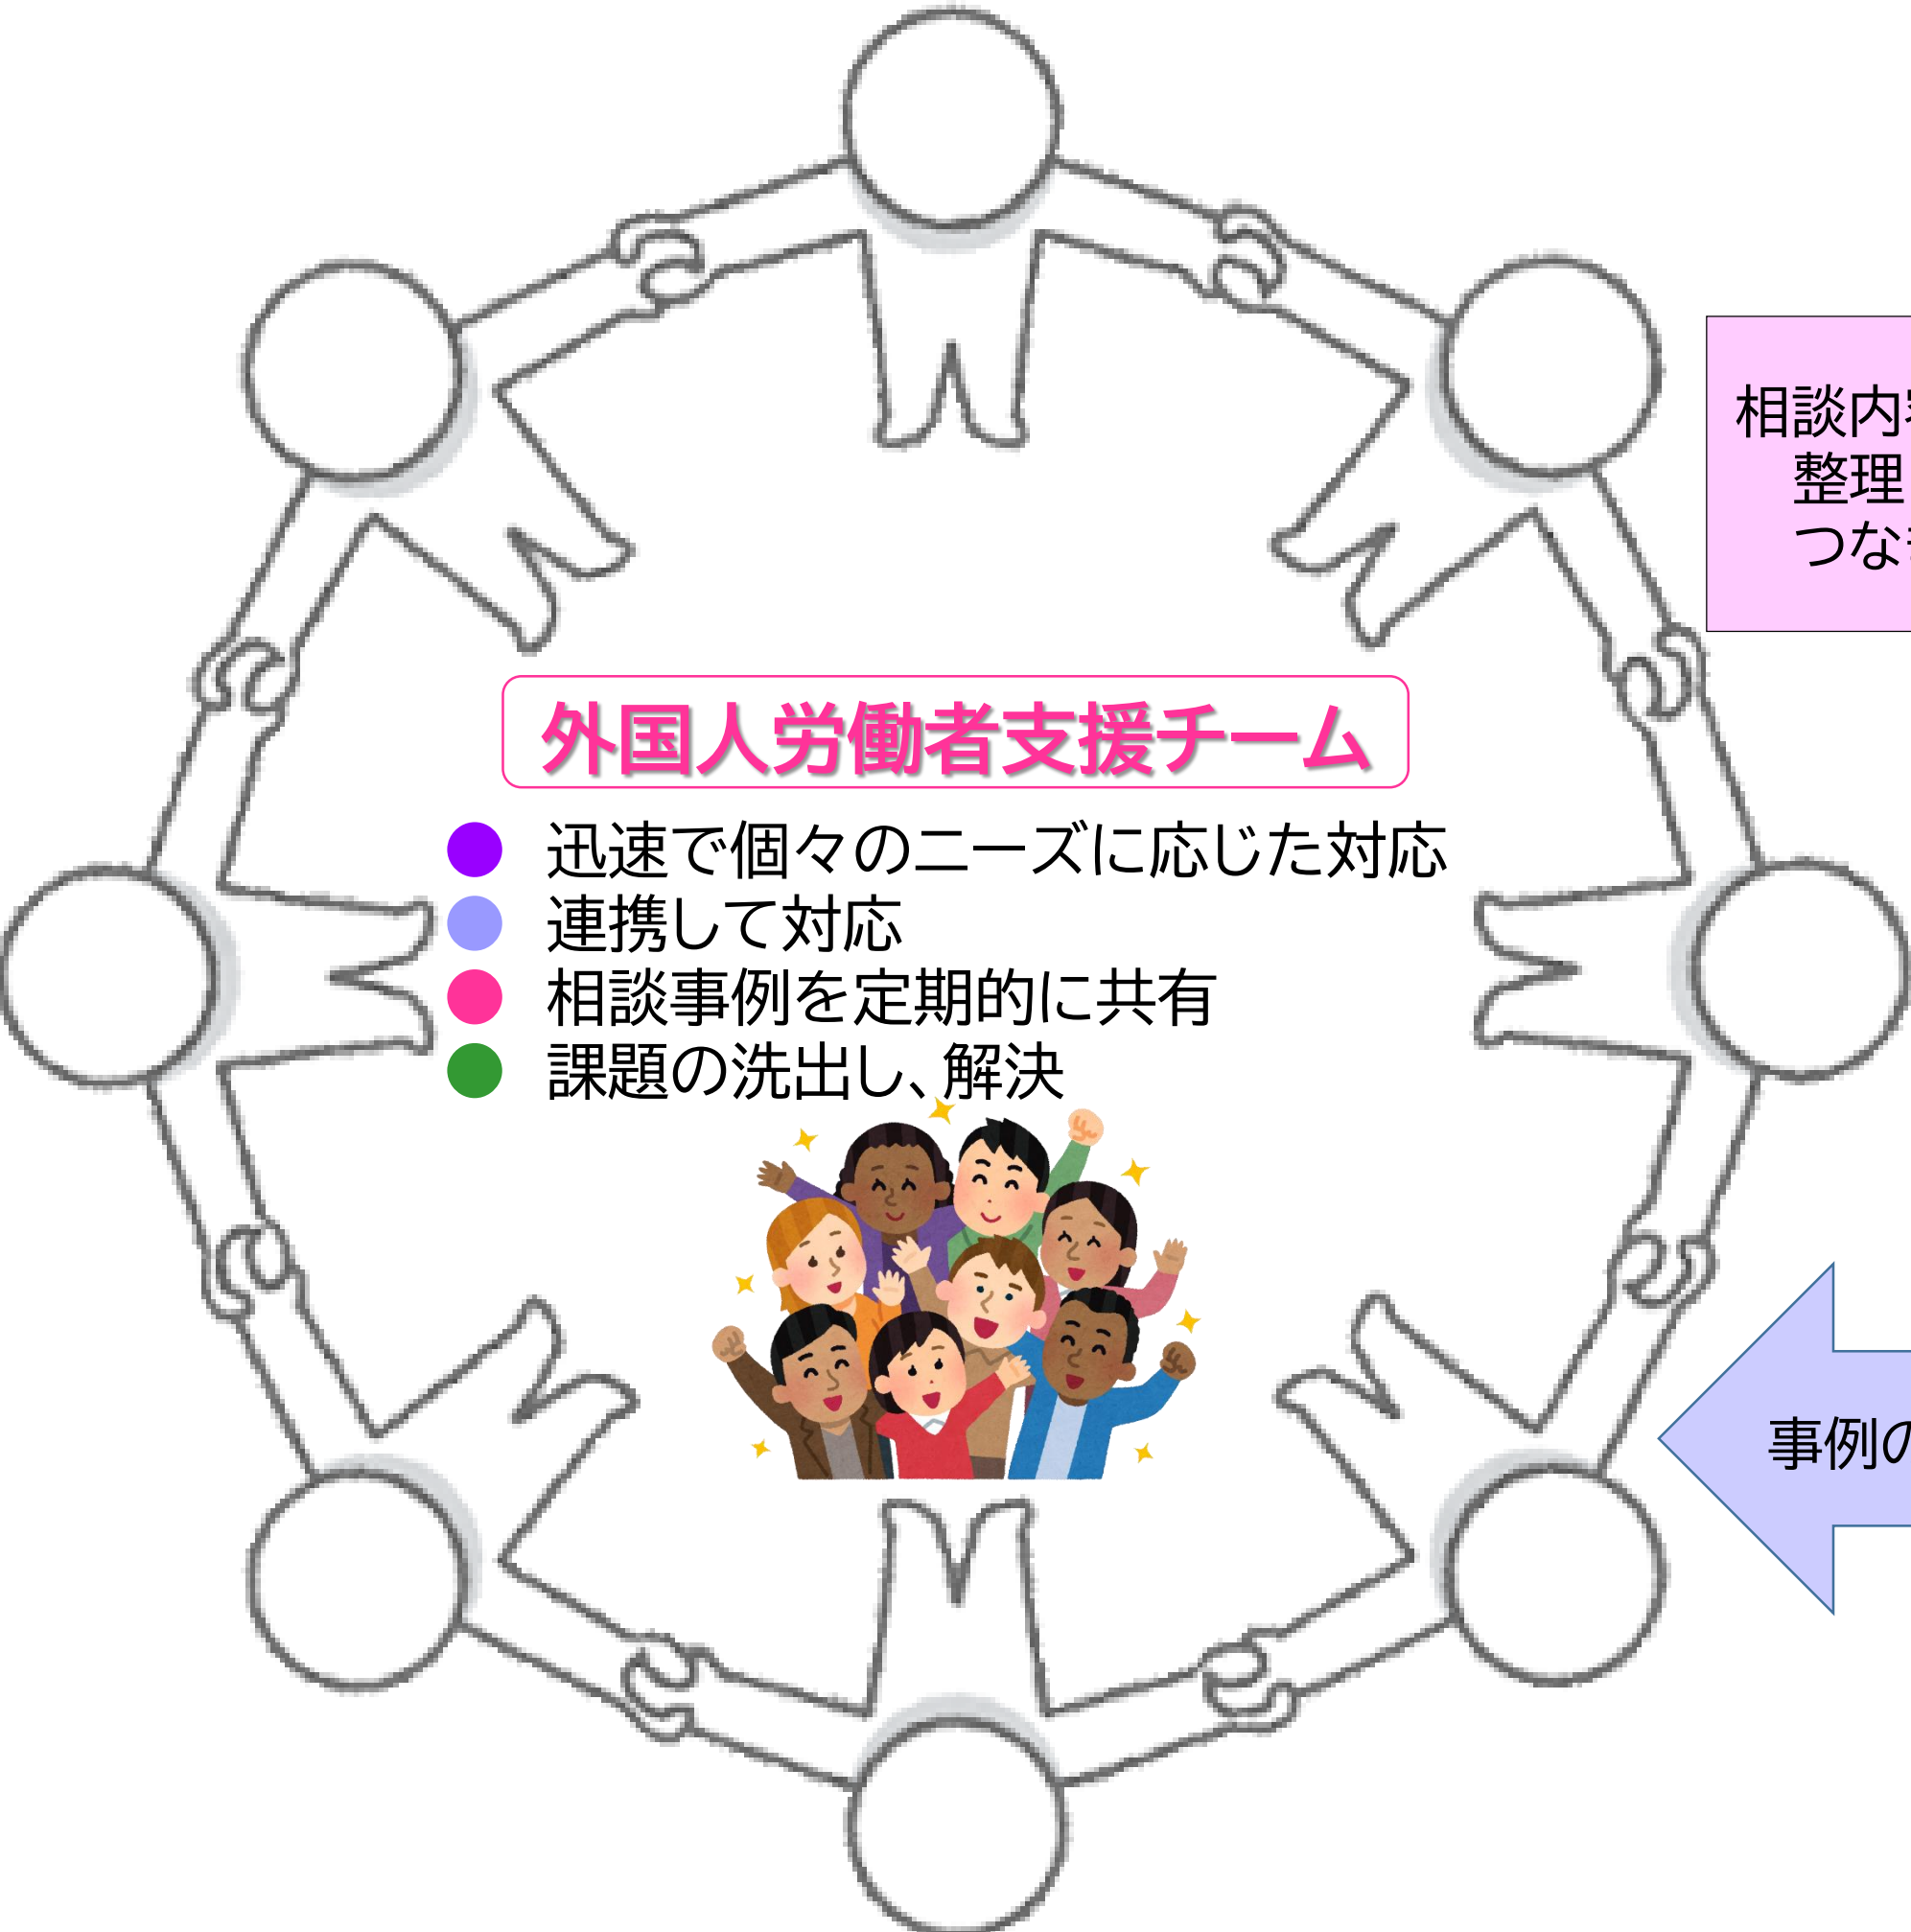 相談内
整理
つな
外国人労働者支援チーム
迅速で個々のニーズに応じた対応
連携して対応
相談事例を定期的に共有
課題の洗出し、解決
事例の